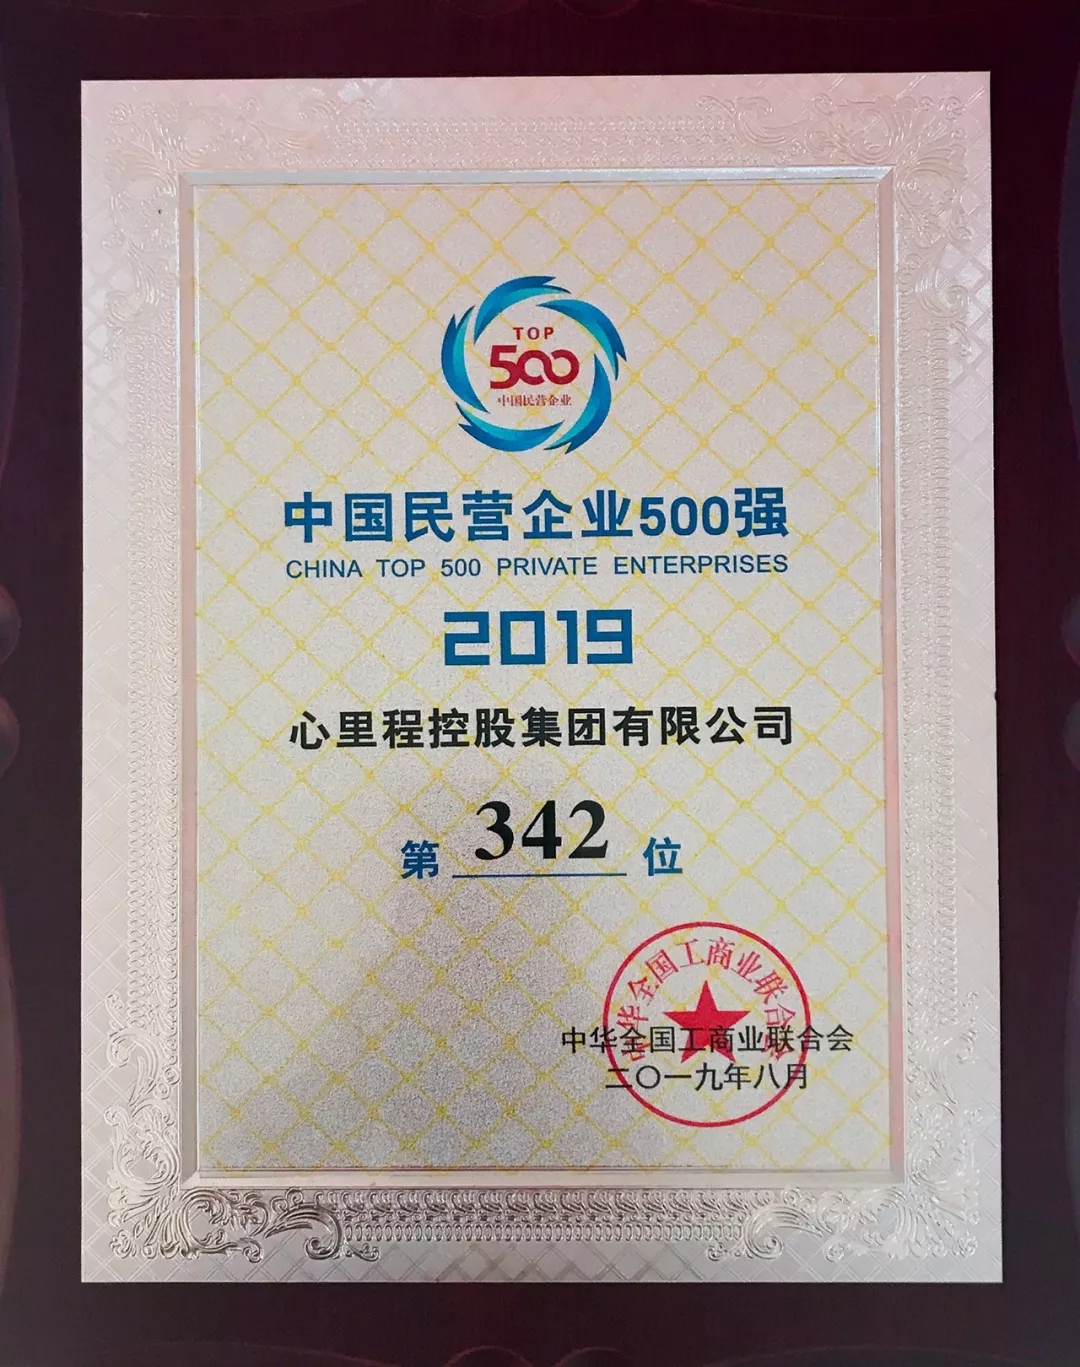 TOP
500
中国民营企业
中国民营企业500强
CHINA TOP 500 PRIVATE ENTERPRISES
2019
心里程控股集团有限公司
第 342 位
中华全国工商业联合会
中华全国工商业联合会
二〇一九年八月